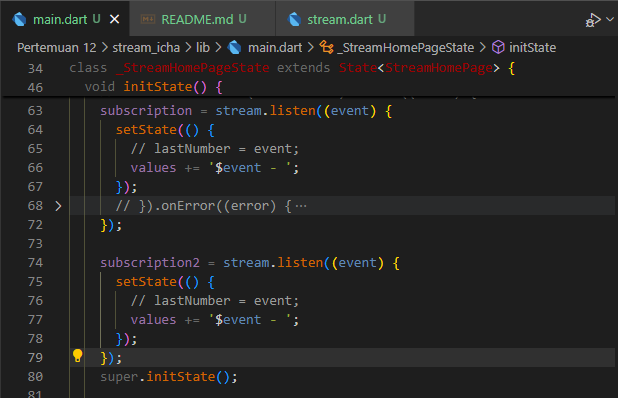 main.dart U × README.md U stream.dart U
Pertemuan 12 > stream_icha > lib > main.dart > _StreamHomePageState > initState
34 class _StreamHomePageState extends State<StreamHomePage> {
46 void initState() {
63 subscription = stream.listen((event) {
64 setState(() {
65 // lastNumber = event;
66 values += '$event - ';
67 });
68 // }).onError((error) {···
72 });
73
74 subscription2 = stream.listen((event) {
75 setState(() {
76 // lastNumber = event;
77 values += '$event - ';
78 });
79 });
80 super.initState();
81